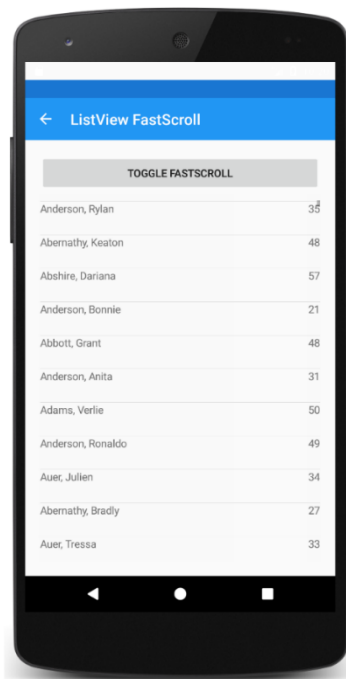 ListView FastScroll
TOGGLE FASTSCROLL
Anderson, Rylan 35
Abernathy, Keaton 48
Abshire, Dariana 57
Anderson, Bonnie 21
Abbott, Grant 48
Anderson, Anita 31
Adams, Verlie 50
Anderson, Ronaldo 49
Auer, Julien 34
Abernathy, Bradly 27
Auer, Tressa 33